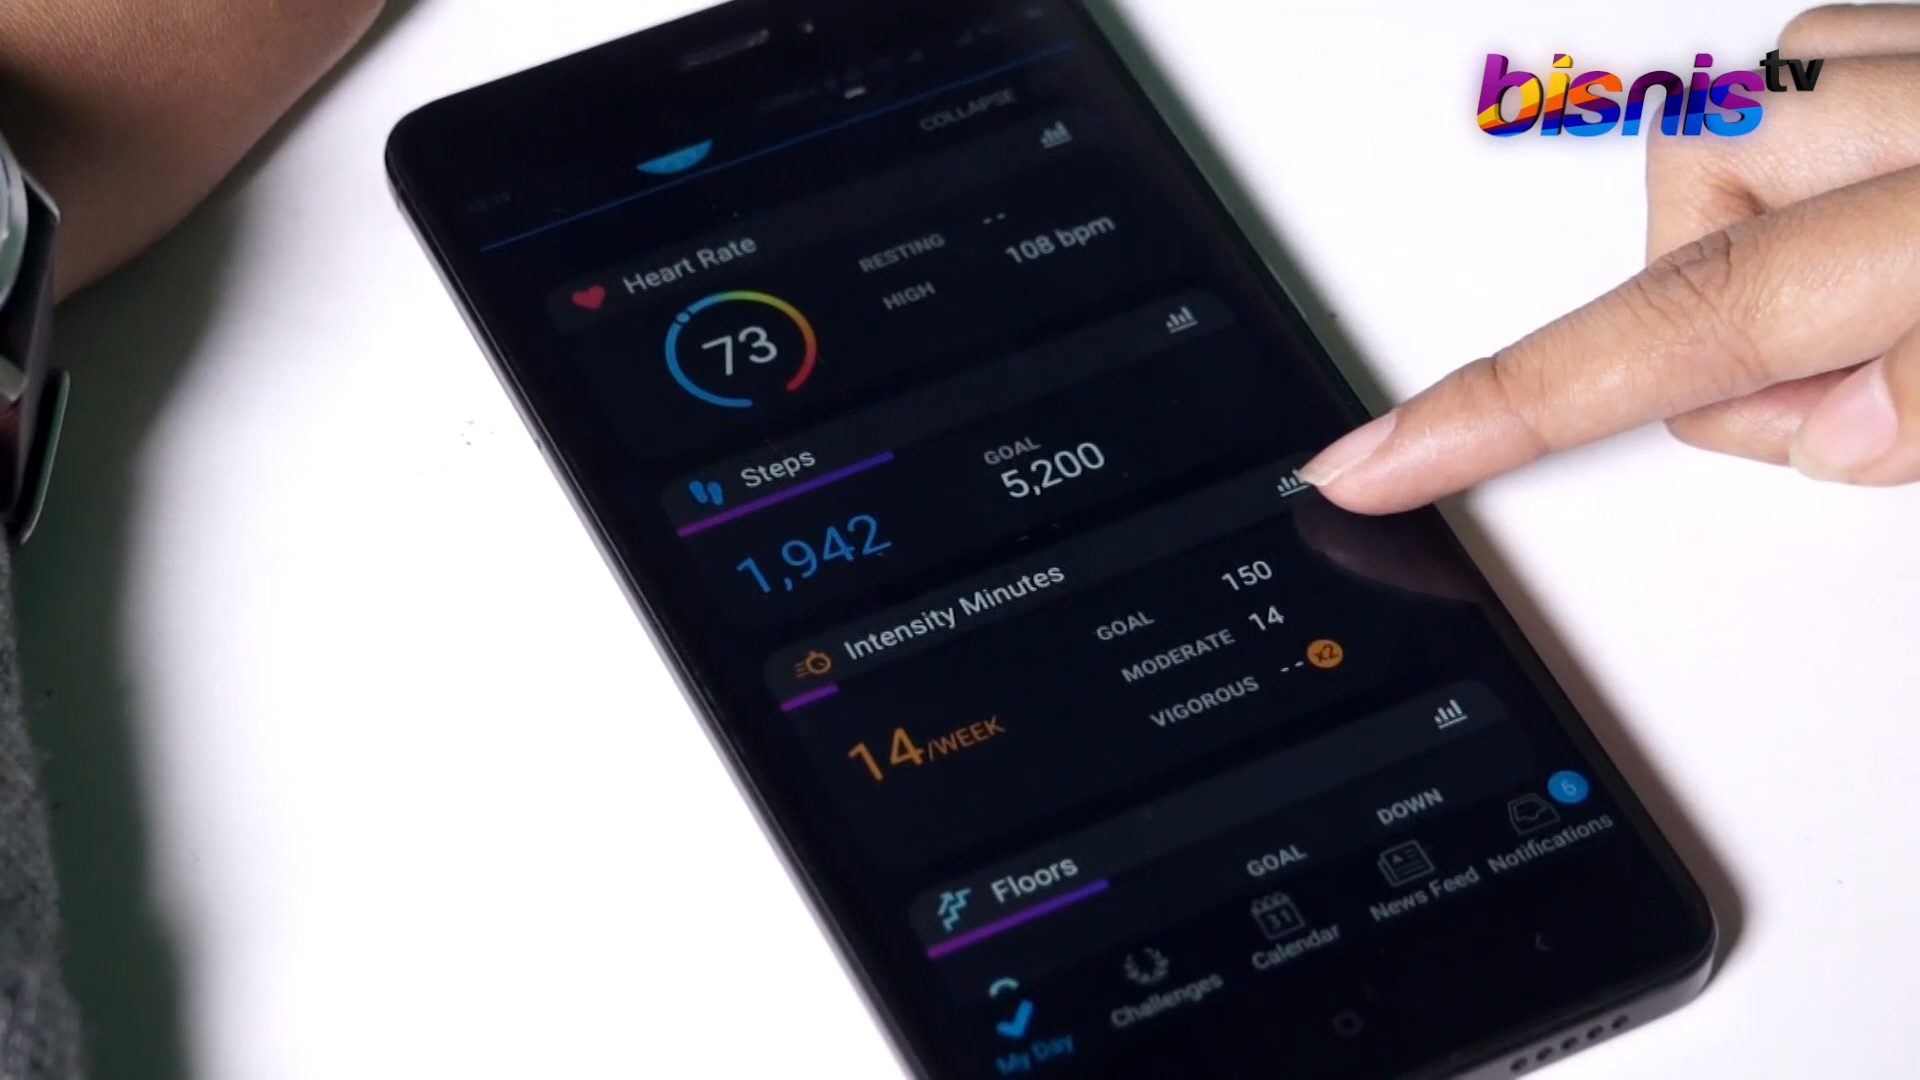 bisnis tv
COLLAPSE
Heart Rate
73
RESTING --
HIGH 108 bpm
Steps
1,942
GOAL
5,200
Intensity Minutes
14/WEEK
GOAL 150
MODERATE 14
VIGOROUS -- x2
Floors
GOAL
DOWN
My Day
Challenges
31
Calendar
News Feed
6
Notifications